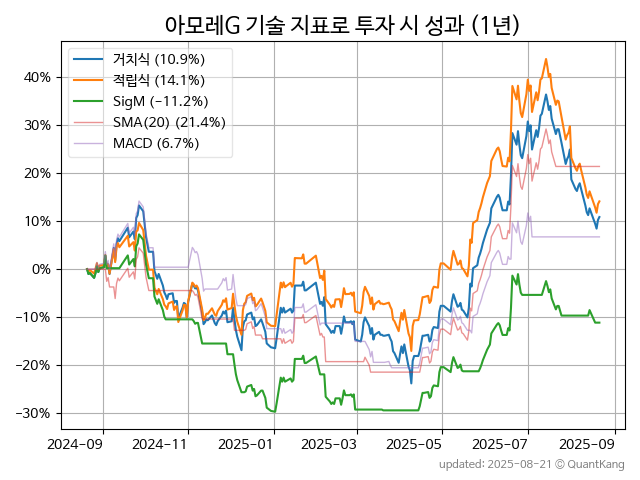 아모레G 기술 지표로 투자 시 성과 (1년)
거치식 (10.9%)
적립식 (14.1%)
SigM (−11.2%)
SMA(20) (21.4%)
MACD (6.7%)
40%
30%
20%
10%
0%
−10%
−20%
−30%
2024-09 2024-11 2025-01 2025-03 2025-05 2025-07 2025-09
updated: 2025-08-21 © QuantKang